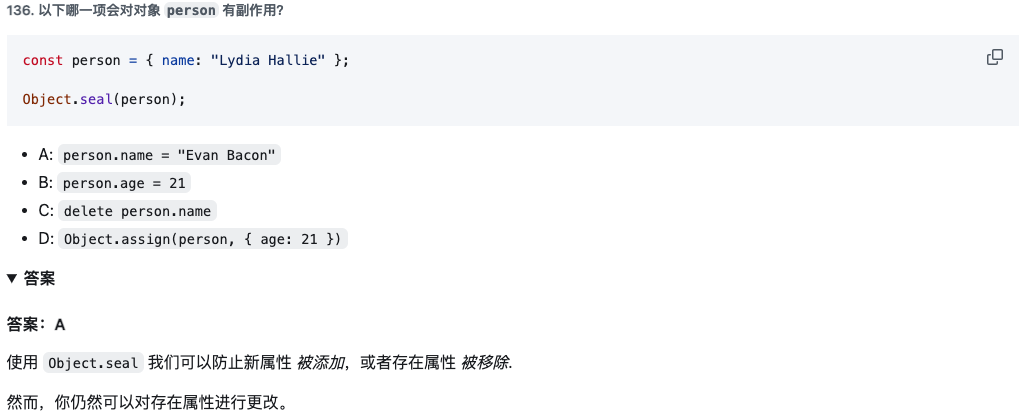 136. 以下哪一项会对对象 person 有副作用?
const person = { name: "Lydia Hallie" };
Object.seal(person);
• A: person.name = "Evan Bacon"
• B: person.age = 21
• C: delete person.name
• D: Object.assign(person, { age: 21 })
▼ 答案
答案：A
使用 Object.seal 我们可以防止新属性 被添加，或者存在属性 被移除.
然而，你仍然可以对存在属性进行更改。